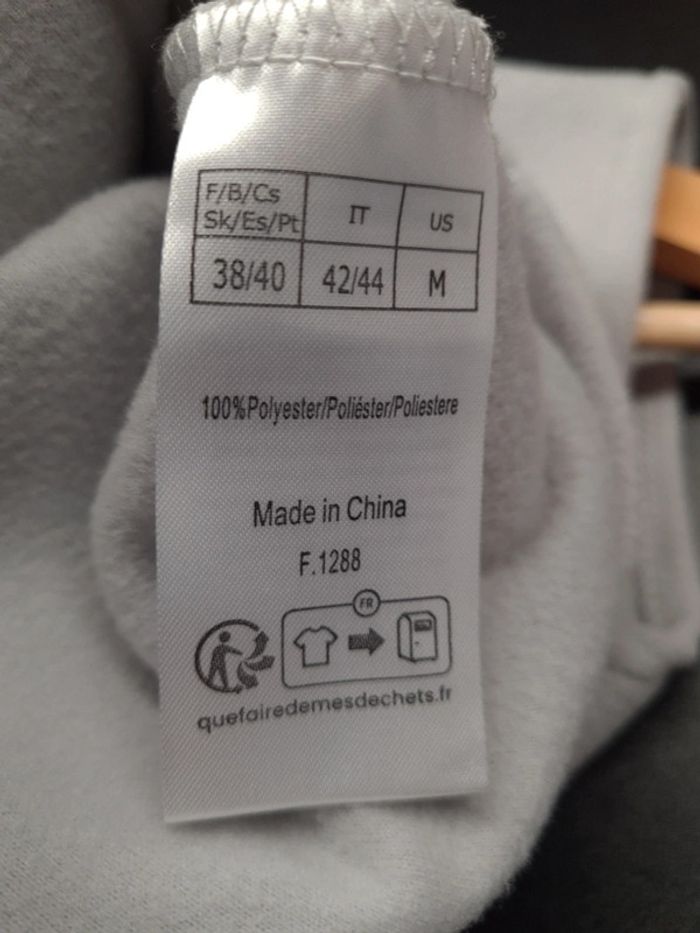 F/B/Cs IT US
Sk/Es/Pt
38/40 42/44 M
100%Polyester/Poliéster/Poliestere
Made in China
F.1288
FR
quefairedemesdechets.fr